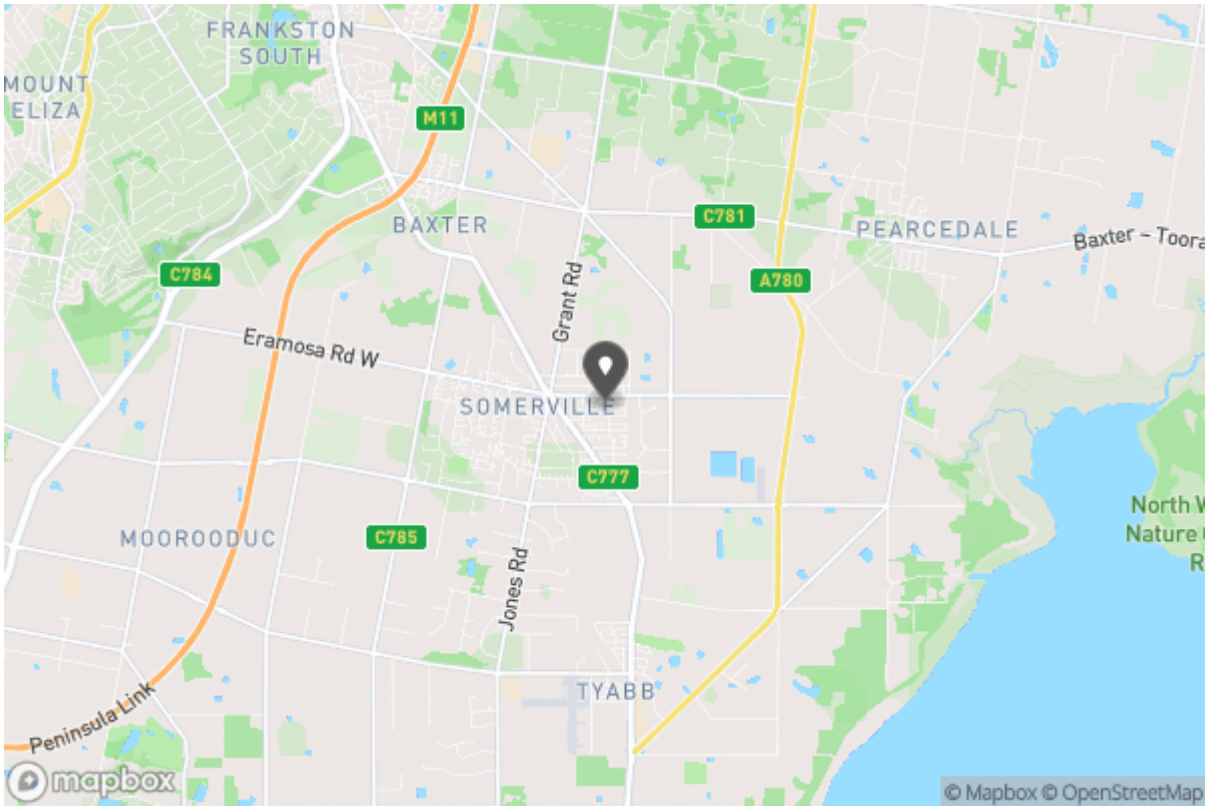 FRANKSTON
SOUTH
MOUNT
ELIZA
M11
BAXTER
C781
PEARCEDALE
Baxter – Toora
C784
A780
Grant Rd
Eramosa Rd W
SOMERVILLE
C777
North W
Nature
R
MOOROODUC
C785
Jones Rd
TYABB
Peninsula Link
mapbox
© Mapbox © OpenStreetMap